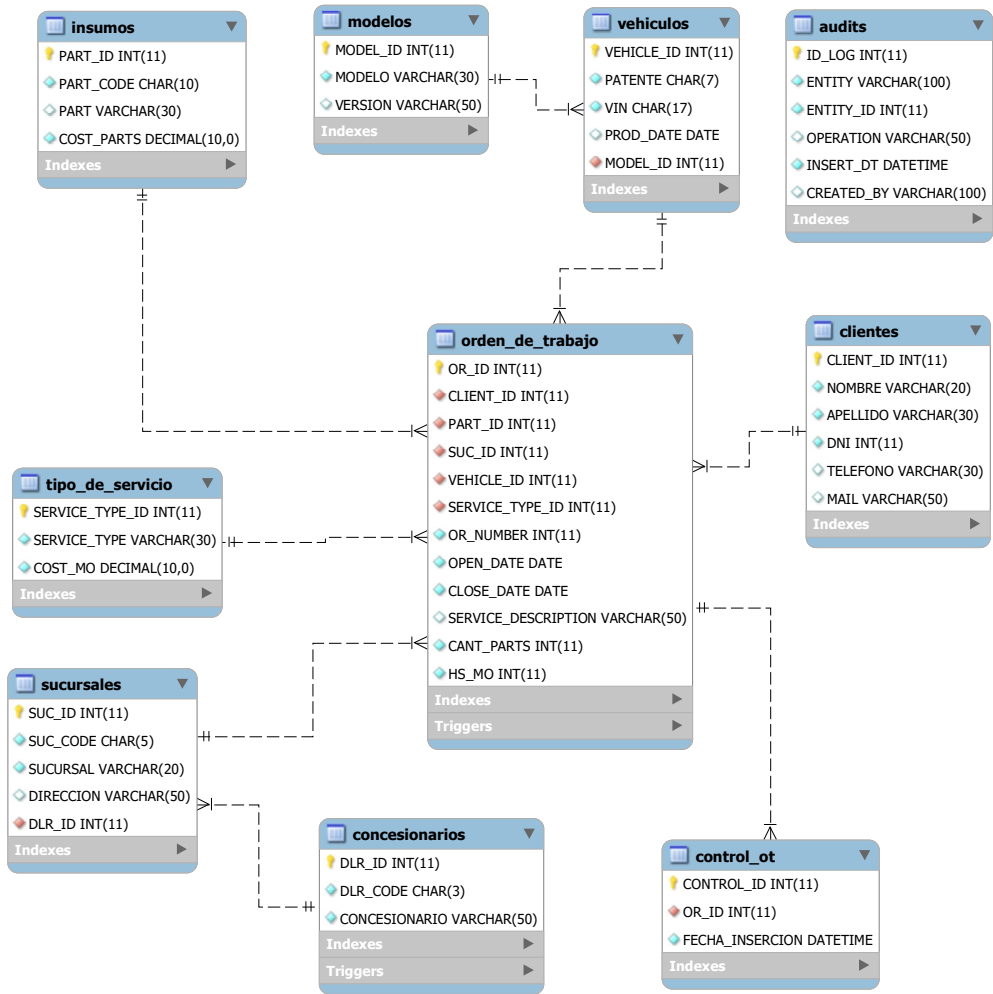 insumos
PART_ID INT(11)
PART_CODE CHAR(10)
PART VARCHAR(30)
COST_PARTS DECIMAL(10,0)
Indexes
modelos
MODEL_ID INT(11)
MODELO VARCHAR(30)
VERSION VARCHAR(50)
Indexes
vehiculos
VEHICLE_ID INT(11)
PATENTE CHAR(7)
VIN CHAR(17)
PROD_DATE DATE
MODEL_ID INT(11)
Indexes
audits
ID_LOG INT(11)
ENTITY VARCHAR(100)
ENTITY_ID INT(11)
OPERATION VARCHAR(50)
INSERT_DT DATETIME
CREATED_BY VARCHAR(100)
Indexes
orden_de_trabajo
OR_ID INT(11)
CLIENT_ID INT(11)
PART_ID INT(11)
SUC_ID INT(11)
VEHICLE_ID INT(11)
SERVICE_TYPE_ID INT(11)
OR_NUMBER INT(11)
OPEN_DATE DATE
CLOSE_DATE DATE
SERVICE_DESCRIPTION VARCHAR(50)
CANT_PARTS INT(11)
HS_MO INT(11)
Indexes
Triggers
clientes
CLIENT_ID INT(11)
NOMBRE VARCHAR(20)
APELLIDO VARCHAR(30)
DNI INT(11)
TELEFONO VARCHAR(30)
MAIL VARCHAR(50)
Indexes
tipo_de_servicio
SERVICE_TYPE_ID INT(11)
SERVICE_TYPE VARCHAR(30)
COST_MO DECIMAL(10,0)
Indexes
sucursales
SUC_ID INT(11)
SUC_CODE CHAR(5)
SUCURSAL VARCHAR(20)
DIRECCION VARCHAR(50)
DLR_ID INT(11)
Indexes
concesionarios
DLR_ID INT(11)
DLR_CODE CHAR(3)
CONCESIONARIO VARCHAR(50)
Indexes
Triggers
control_ot
CONTROL_ID INT(11)
OR_ID INT(11)
FECHA_INSERCION DATETIME
Indexes